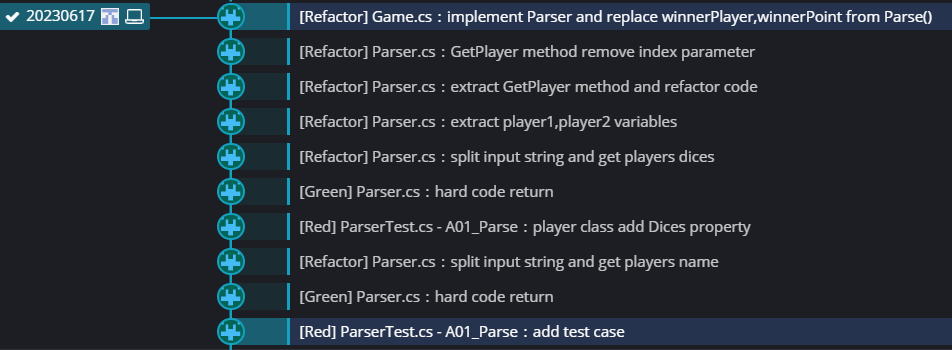 20230617
[Refactor] Game.cs : implement Parser and replace winnerPlayer,winnerPoint from Parse()
[Refactor] Parser.cs : GetPlayer method remove index parameter
[Refactor] Parser.cs : extract GetPlayer method and refactor code
[Refactor] Parser.cs : extract player1,player2 variables
[Refactor] Parser.cs : split input string and get players dices
[Green] Parser.cs : hard code return
[Red] ParserTest.cs - A01_Parse : player class add Dices property
[Refactor] Parser.cs : split input string and get players name
[Green] Parser.cs : hard code return
[Red] ParserTest.cs - A01_Parse : add test case